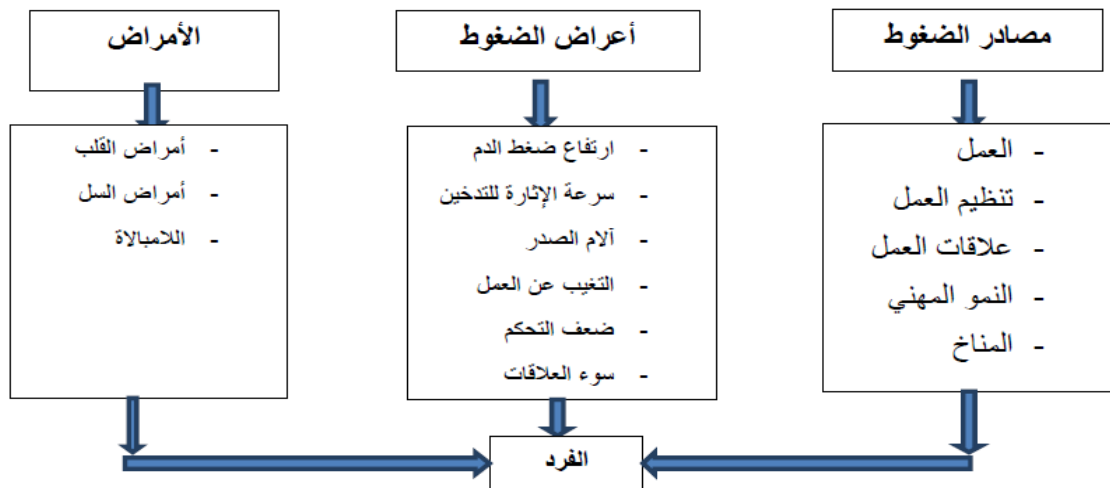 مصادر الضغوط
- العمل
- تنظيم العمل
- علاقات العمل
- النمو المهني
- المناخ
أعراض الضغوط
- ارتفاع ضغط الدم
- سرعة الإثارة للتدخين
- آلام الصدر
- التغيب عن العمل
- ضعف التحكم
- سوء العلاقات
الأمراض
- أمراض القلب
- أمراض السل
- اللامبالاة
الفرد